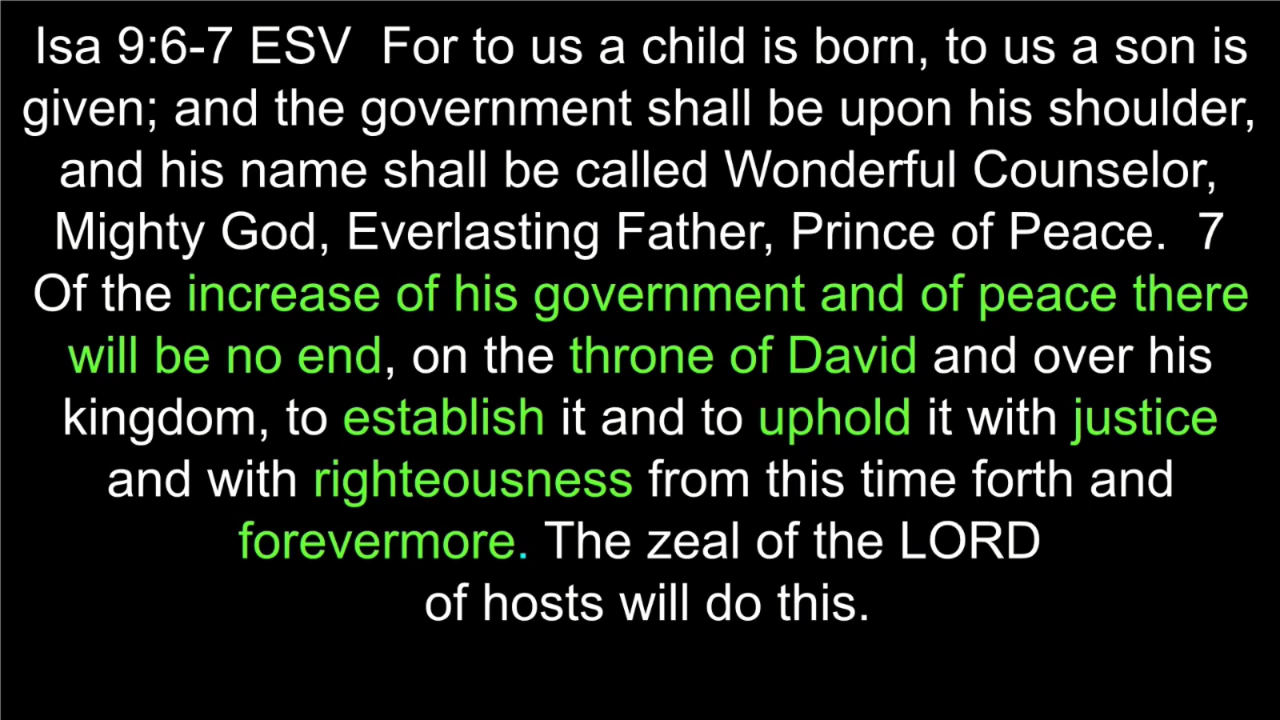 Isa 9:6-7 ESV  For to us a child is born, to us a son is
given; and the government shall be upon his shoulder,
and his name shall be called Wonderful Counselor,
Mighty God, Everlasting Father, Prince of Peace.  7
Of the increase of his government and of peace there
will be no end, on the throne of David and over his
kingdom, to establish it and to uphold it with justice
and with righteousness from this time forth and
forevermore. The zeal of the LORD
of hosts will do this.